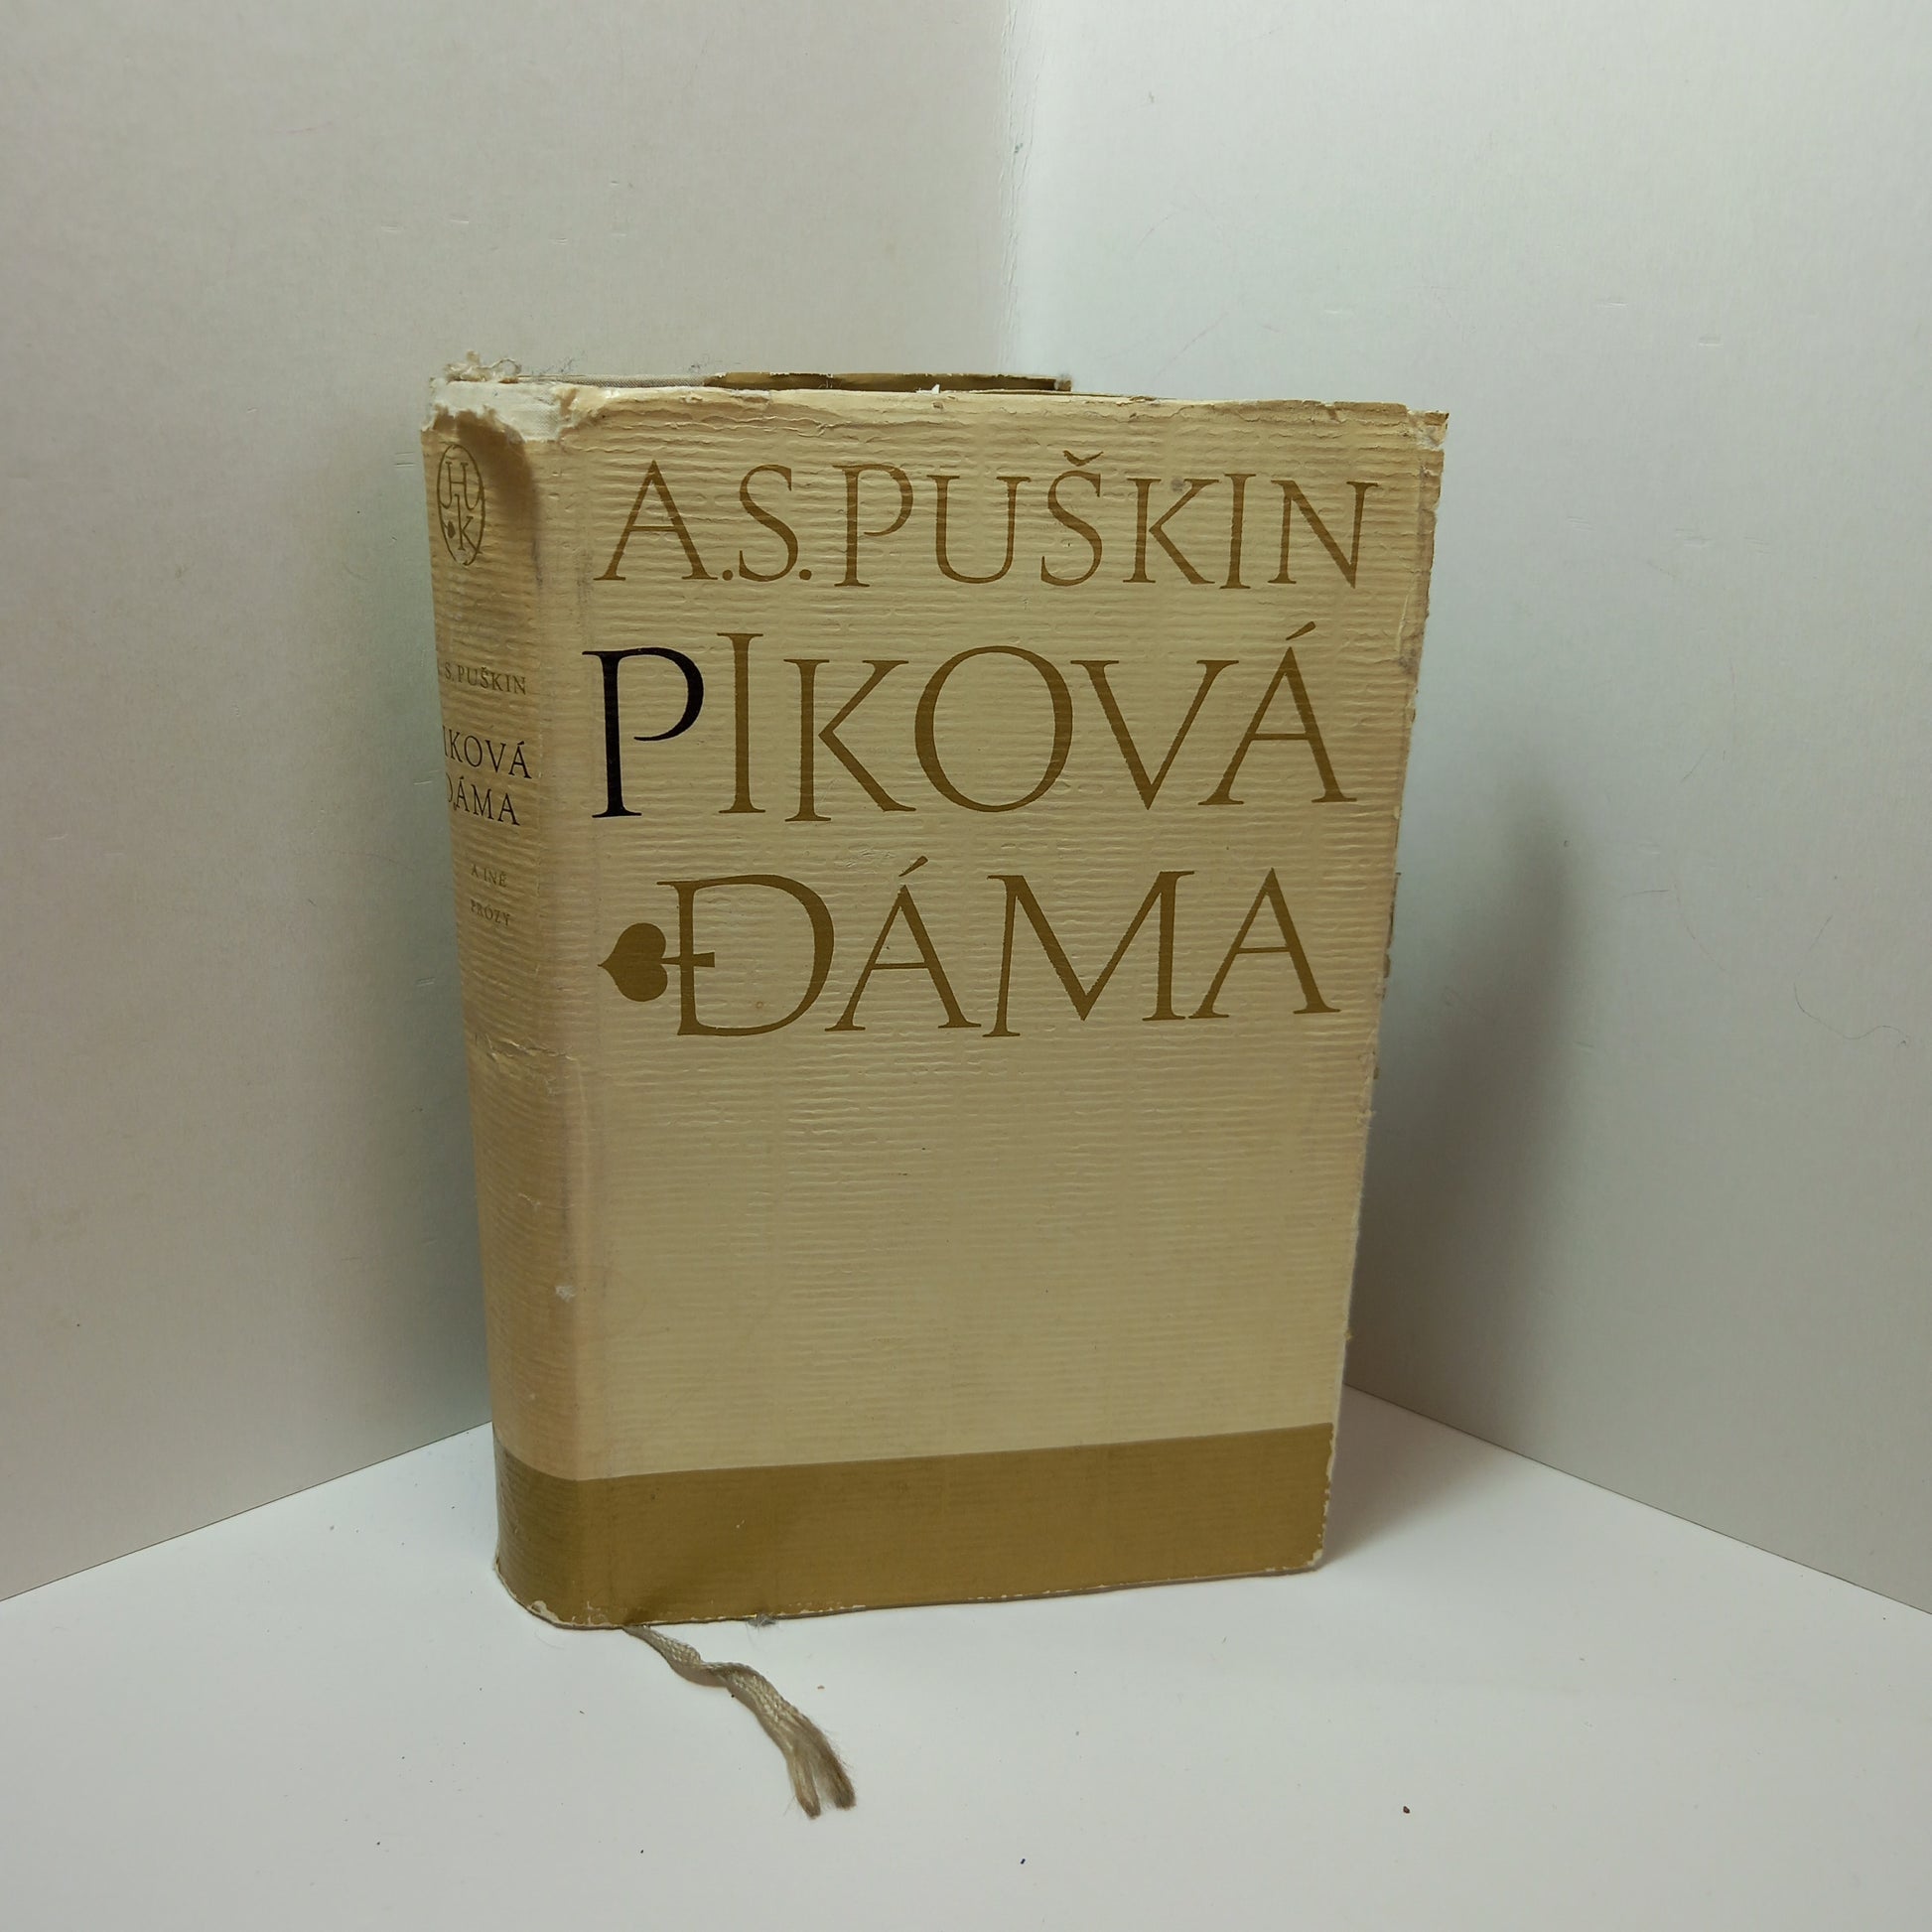 A.S.PUŠKIN
PIKOVÁ
DÁMA
S. PUŠKIN
IKOVÁ
DÁMA
A INÉ
PRÓZY